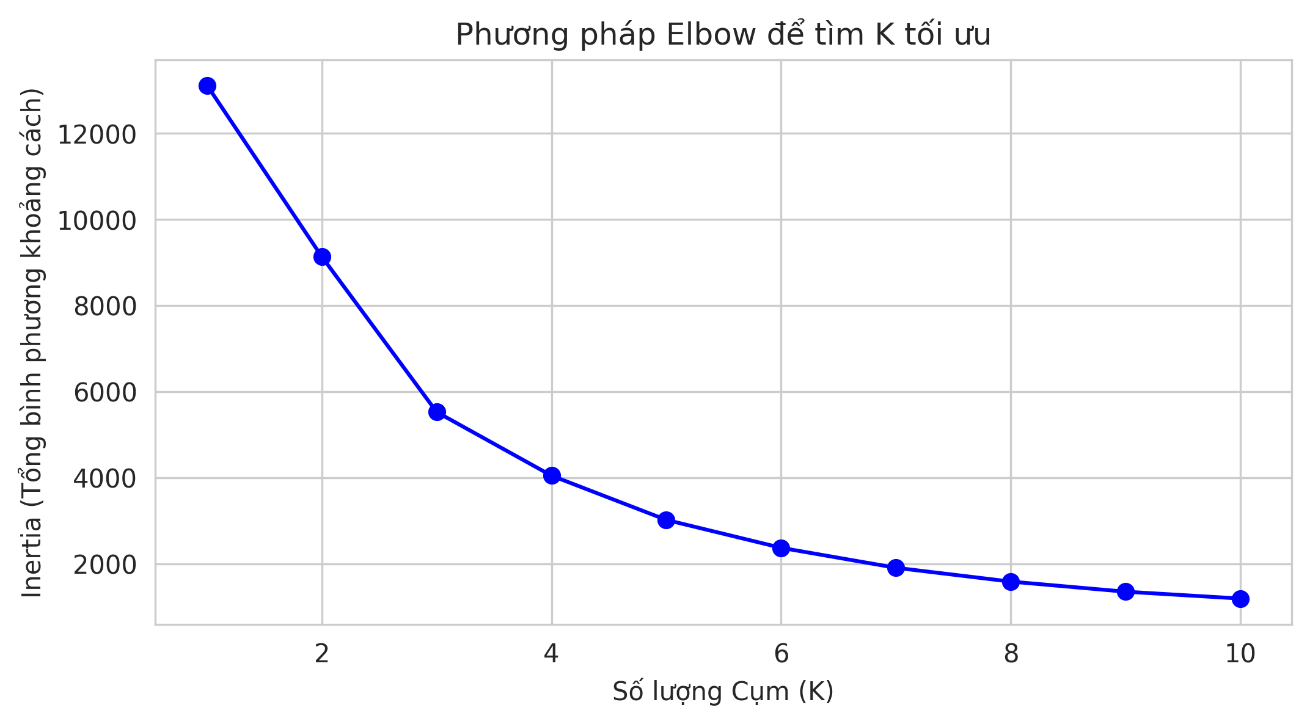 Phương pháp Elbow để tìm K tối ưu
Inertia (Tổng bình phương khoảng cách)
12000
10000
8000
6000
4000
2000
2 4 6 8 10
Số lượng Cụm (K)